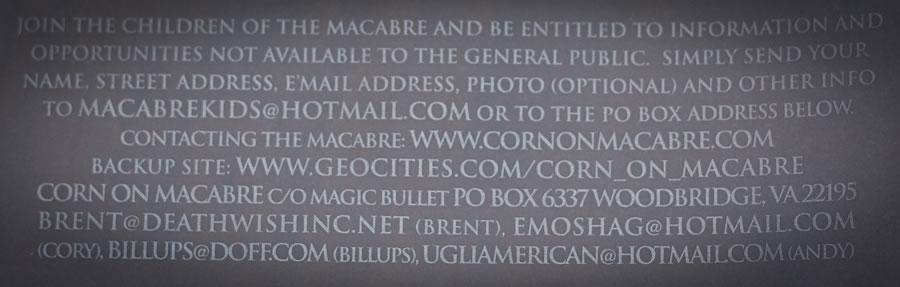 JOIN THE CHILDREN OF THE MACABRE AND BE ENTITLED TO INFORMATION AND
OPPORTUNITIES NOT AVAILABLE TO THE GENERAL PUBLIC. SIMPLY SEND YOUR
NAME, STREET ADDRESS, E'MAIL ADDRESS, PHOTO (OPTIONAL) AND OTHER INFO
TO MACABREKIDS@HOTMAIL.COM OR TO THE PO BOX ADDRESS BELOW.
CONTACTING THE MACABRE: WWW.CORNONMACABRE.COM
BACKUP SITE: WWW.GEOCITIES.COM/CORN_ON_MACABRE
CORN ON MACABRE C/O MAGIC BULLET PO BOX 6337 WOODBRIDGE, VA 22195
BRENT@DEATHWISHINC.NET (BRENT), EMOSHAG@HOTMAIL.COM
(CORY), BILLUPS@DOFF.COM (BILLUPS), UGLIAMERICAN@HOTMAIL.COM (ANDY)